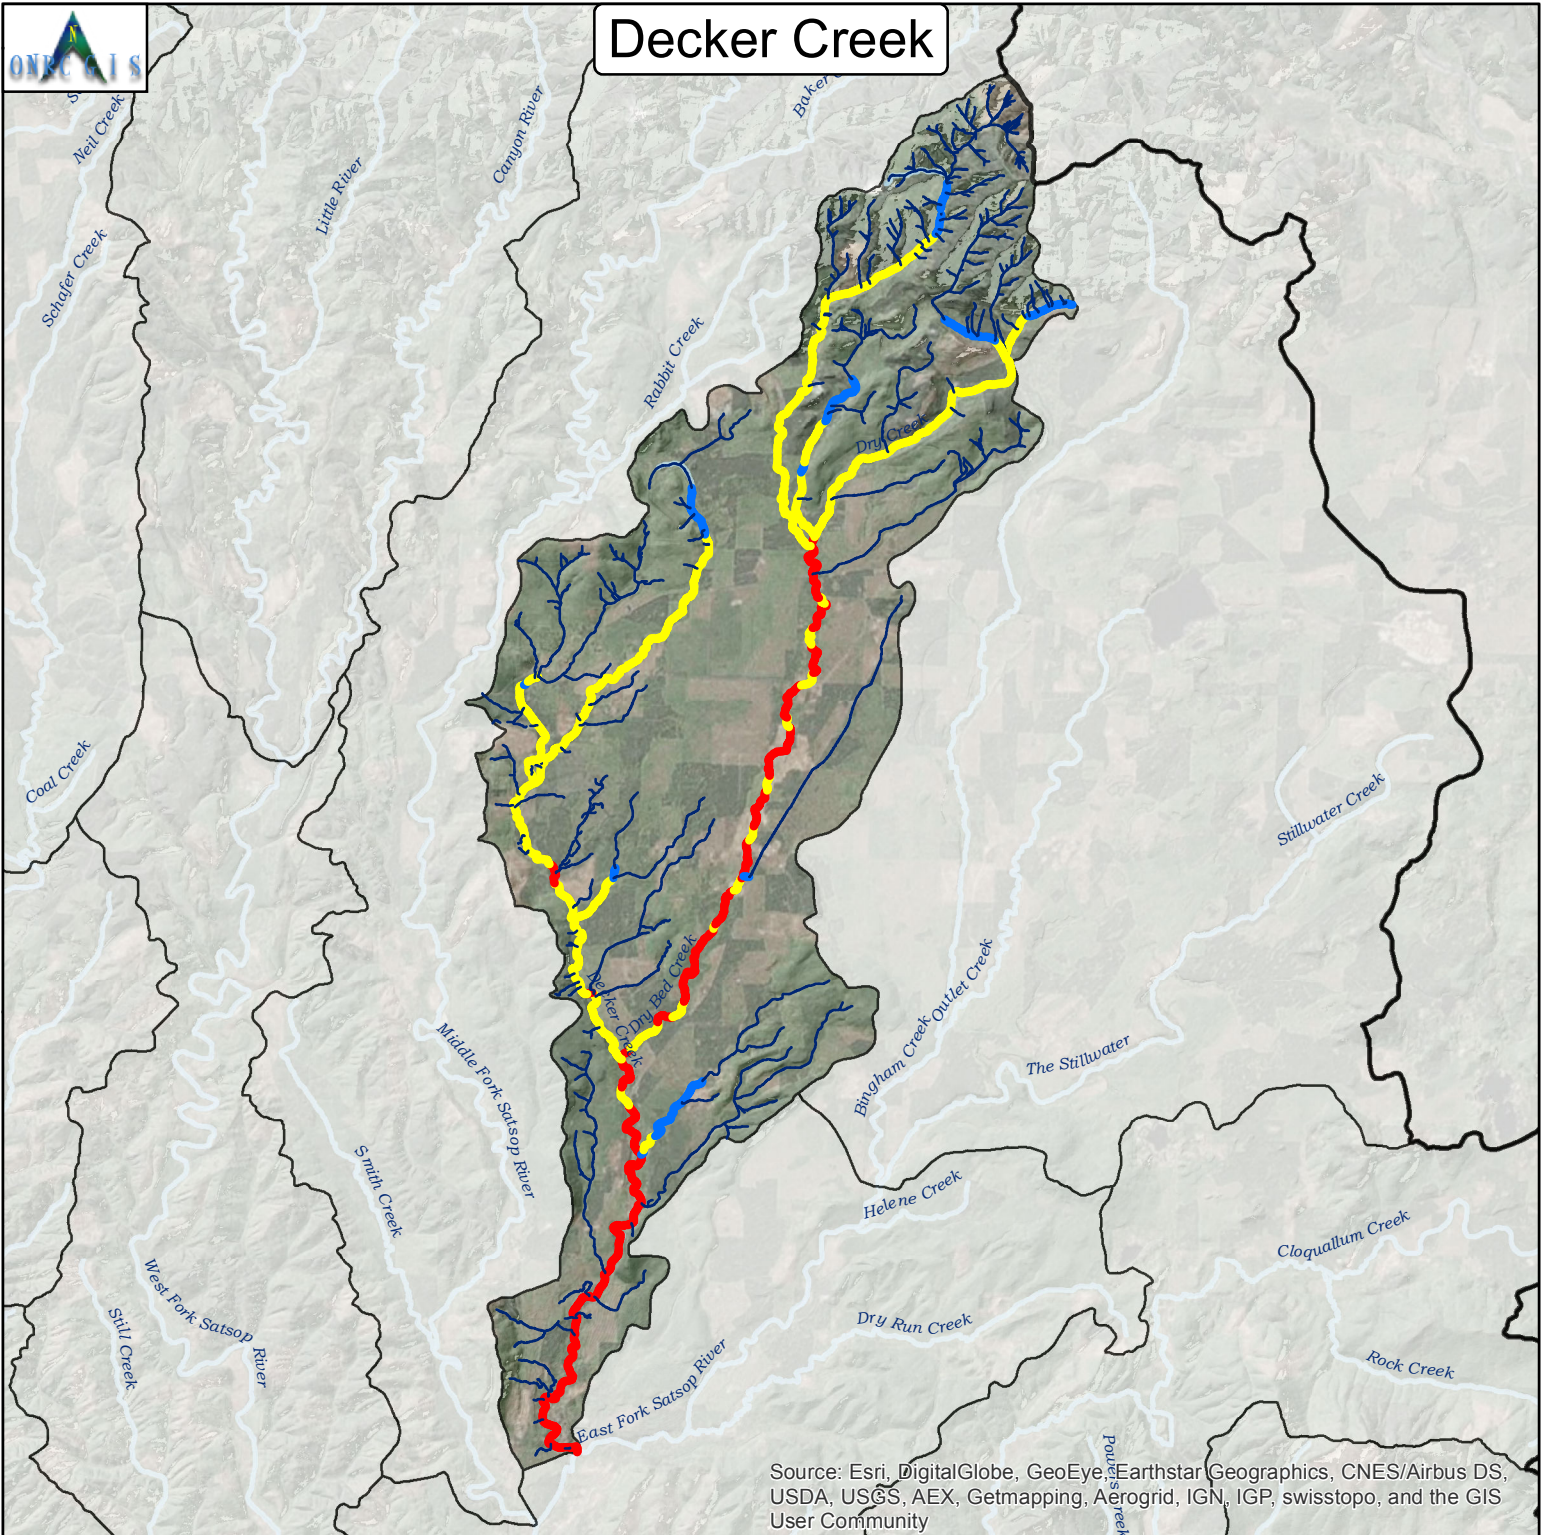 Decker Creek
N
ONRC GIS
Neil Creek
Schafer Creek
Little River
Canyon River
Baker C
Rabbit Creek
Dry Creek
Coal Creek
Stillwater Creek
Decker Creek
Dry Bed Creek
Outlet Creek
Bingham Creek
The Stillwater
Middle Fork Satsop River
Smith Creek
Helene Creek
Cloquallum Creek
West Fork Satsop River
Still Creek
Dry Run Creek
Rock Creek
East Fork Satsop River
Powers Creek
Source: Esri, DigitalGlobe, GeoEye, Earthstar Geographics, CNES/Airbus DS,
USDA, USGS, AEX, Getmapping, Aerogrid, IGN, IGP, swisstopo, and the GIS
User Community